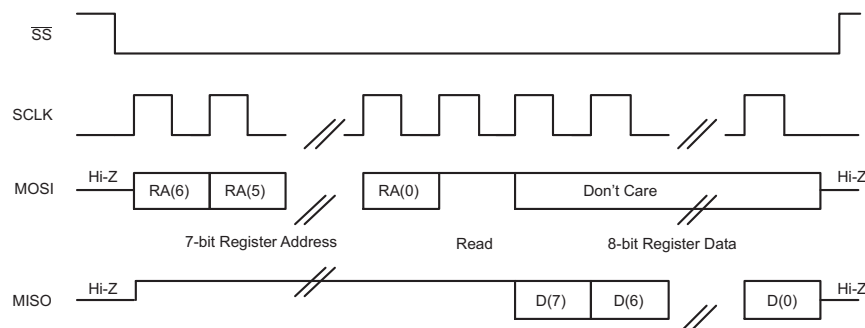 SS
SCLK
Hi-Z
Hi-Z
MOSI
RA(6)
RA(5)
RA(0)
Don't Care
7-bit Register Address
Read
8-bit Register Data
Hi-Z
Hi-Z
MISO
D(7)
D(6)
D(0)